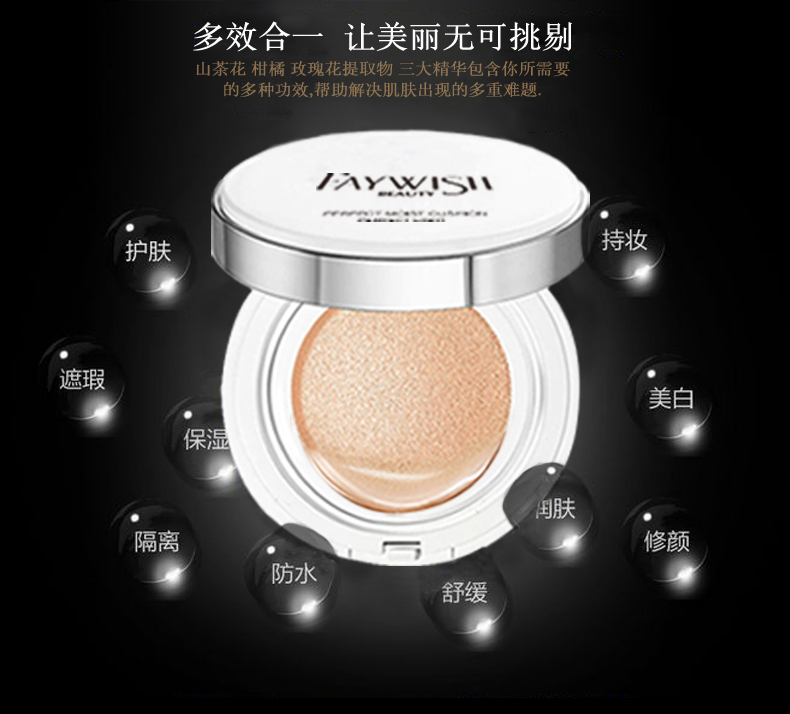 多效合一 让美丽无可挑剔
山茶花 柑橘 玫瑰花提取物 三大精华包含你所需要
的多种功效,帮助解决肌肤出现的多重难题.
FAYWISH
BEAUTY
PERFECT MOIST CUSHION
护肤
持妆
遮瑕
美白
保湿
润肤
隔离
修颜
防水
舒缓